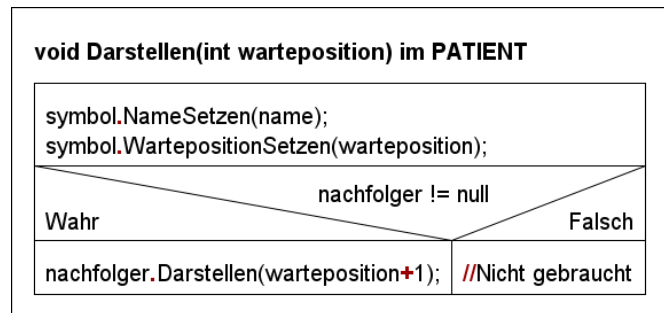 void Darstellen(int warteposition) im PATIENT
symbol.NameSetzen(name);
symbol.WartepositionSetzen(warteposition);
nachfolger != null
Wahr
Falsch
nachfolger.Darstellen(warteposition+1);
//Nicht gebraucht